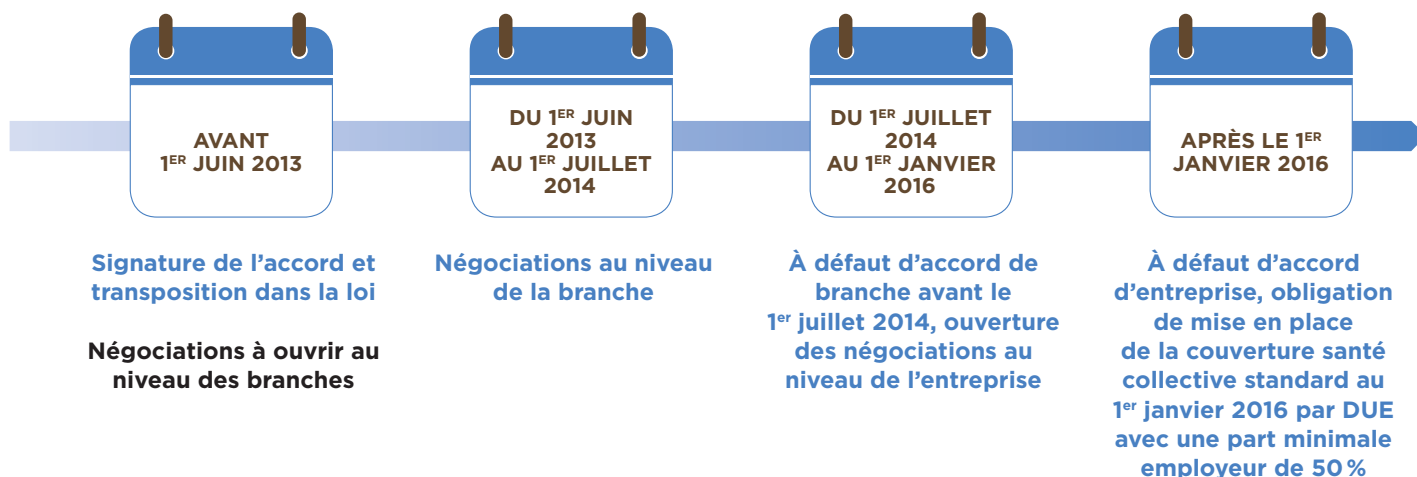 AVANT
1ER JUIN 2013
Signature de l’accord et
transposition dans la loi
Négociations à ouvrir au
niveau des branches
DU 1ER JUIN
2013
AU 1ER JUILLET
2014
Négociations au niveau
de la branche
DU 1ER JUILLET
2014
AU 1ER JANVIER
2016
À défaut d’accord de
branche avant le
1er juillet 2014, ouverture
des négociations au
niveau de l’entreprise
APRÈS LE 1ER
JANVIER 2016
À défaut d’accord
d’entreprise, obligation
de mise en place
de la couverture santé
collective standard au
1er janvier 2016 par DUE
avec une part minimale
employeur de 50 %